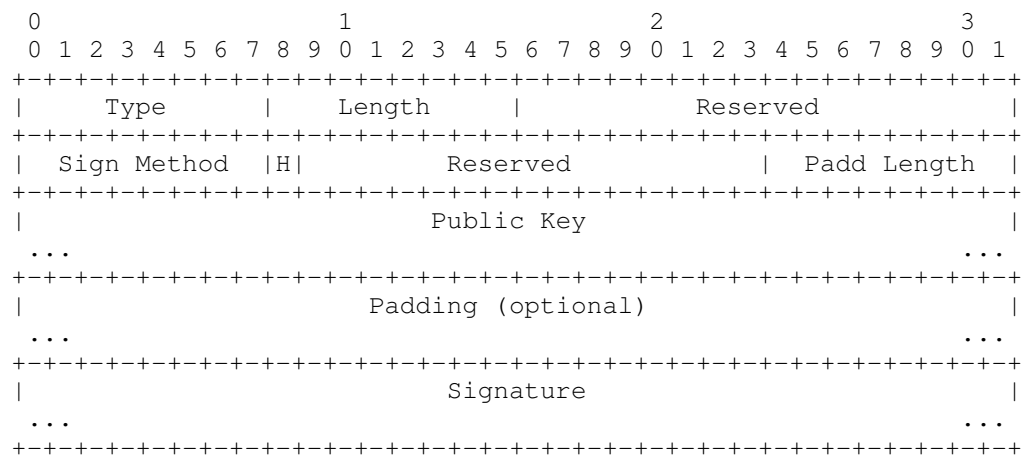 0                   1                   2                   3
 0 1 2 3 4 5 6 7 8 9 0 1 2 3 4 5 6 7 8 9 0 1 2 3 4 5 6 7 8 9 0 1
+-+-+-+-+-+-+-+-+-+-+-+-+-+-+-+-+-+-+-+-+-+-+-+-+-+-+-+-+-+-+-+-+
|     Type      |    Length     |           Reserved            |
+-+-+-+-+-+-+-+-+-+-+-+-+-+-+-+-+-+-+-+-+-+-+-+-+-+-+-+-+-+-+-+-+
|  Sign Method  |H|         Reserved            |  Padd Length  |
+-+-+-+-+-+-+-+-+-+-+-+-+-+-+-+-+-+-+-+-+-+-+-+-+-+-+-+-+-+-+-+-+
|                          Public Key                           |
 ...                                                         ...
+-+-+-+-+-+-+-+-+-+-+-+-+-+-+-+-+-+-+-+-+-+-+-+-+-+-+-+-+-+-+-+-+
|                      Padding (optional)                       |
 ...                                                         ...
+-+-+-+-+-+-+-+-+-+-+-+-+-+-+-+-+-+-+-+-+-+-+-+-+-+-+-+-+-+-+-+-+
|                           Signature                           |
 ...                                                         ...
+-+-+-+-+-+-+-+-+-+-+-+-+-+-+-+-+-+-+-+-+-+-+-+-+-+-+-+-+-+-+-+-+